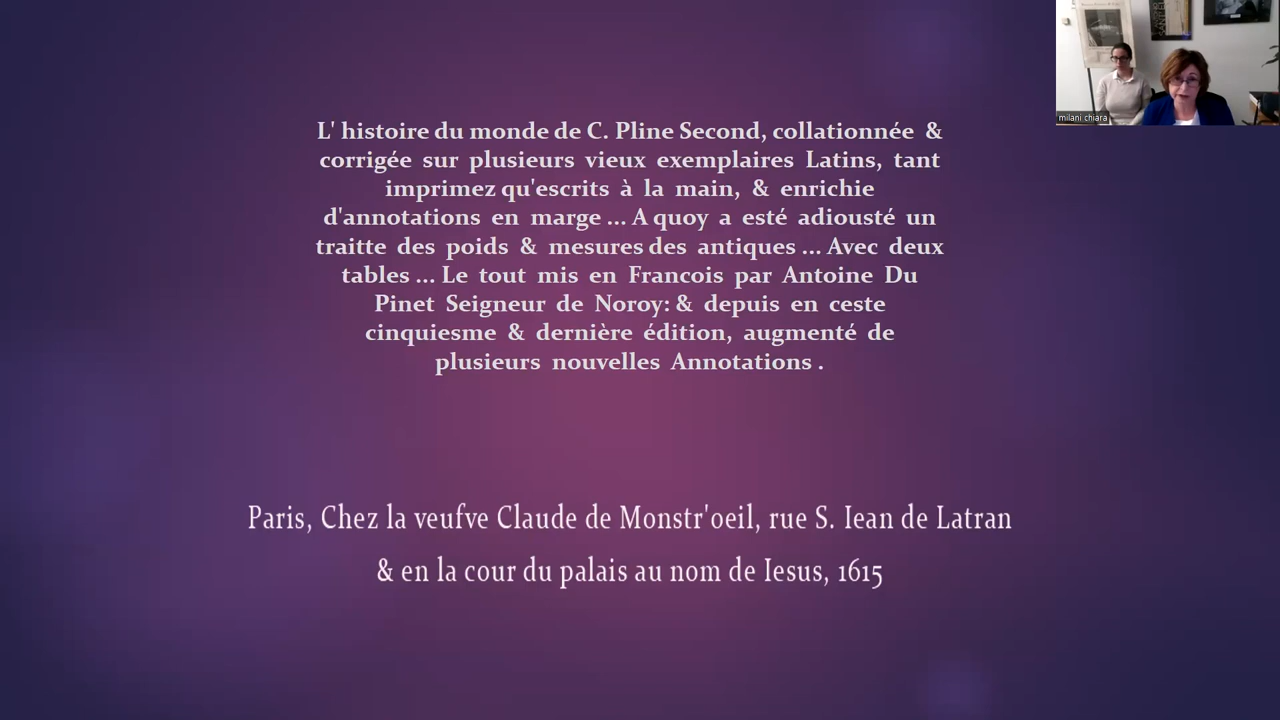 L' histoire du monde de C. Pline Second, collationnée &
corrigée sur plusieurs vieux exemplaires Latins, tant
imprimez qu'escrits à la main, & enrichie
d'annotations en marge ... A quoy a esté adiousté un
traitte des poids & mesures des antiques ... Avec deux
tables ... Le tout mis en Francois par Antoine Du
Pinet Seigneur de Noroy: & depuis en ceste
cinquiesme & dernière édition, augmenté de
plusieurs nouvelles Annotations .
Paris, Chez la veufve Claude de Monstr'oeil, rue S. Iean de Latran
& en la cour du palais au nom de Iesus, 1615
milani chiara